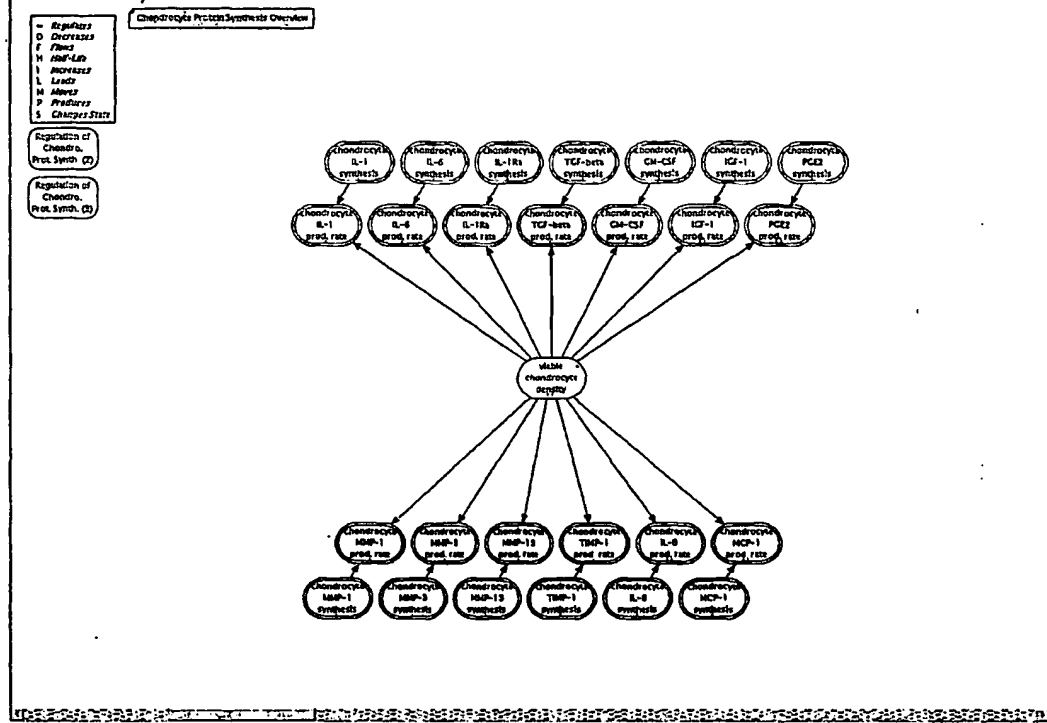 Chondrocyte Protein Synthesis Overview
— Regulates
D Decreases
F Flows
H Half-Life
I Increases
L Leads
M Moves
P Produces
S Changes State
Regulation of
Chondro.
Prot. Synth. (2)
Regulation of
Chondro.
Prot. Synth. (3)
Chondrocyte
IL-1
synthesis
Chondrocyte
IL-6
synthesis
Chondrocyte
IL-1Ra
synthesis
Chondrocyte
TGF-beta
synthesis
Chondrocyte
GM-CSF
synthesis
Chondrocyte
IGF-1
synthesis
Chondrocyte
PGE2
synthesis
Chondrocyte
IL-1
prod. rate
Chondrocyte
IL-6
prod. rate
Chondrocyte
IL-1Ra
prod. rate
Chondrocyte
TGF-beta
prod. rate
Chondrocyte
GM-CSF
prod. rate
Chondrocyte
IGF-1
prod. rate
Chondrocyte
PGE2
prod. rate
viable
chondrocyte
density
Chondrocyte
MMP-1
prod. rate
Chondrocyte
prod. rate
Chondrocyte
MMP-13
prod. rate
Chondrocyte
TIMP-1
prod. rate
Chondrocyte
IL-8
prod. rate
Chondrocyte
MCP-1
prod. rate
Chondrocyte
MMP-1
synthesis
Chondrocyte
MMP-3
synthesis
Chondrocyte
MMP-13
synthesis
Chondrocyte
TIMP-1
synthesis
Chondrocyte
IL-8
synthesis
Chondrocyte
MCP-1
synthesis